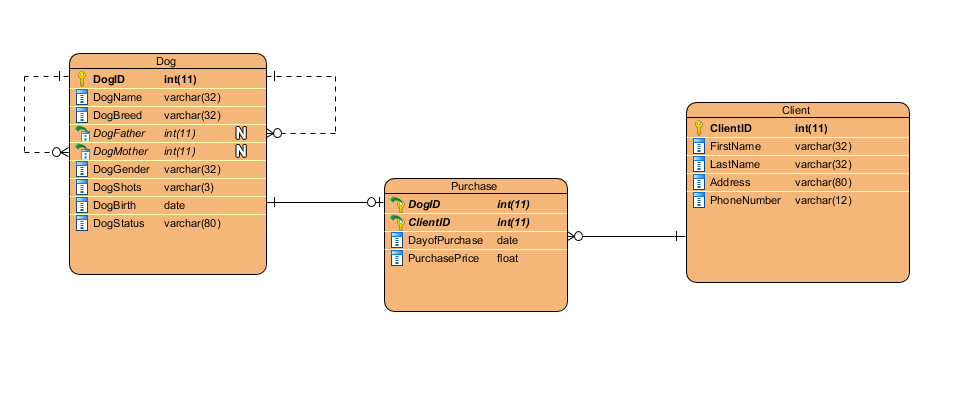 Dog
DogID int(11)
DogName varchar(32)
DogBreed varchar(32)
DogFather int(11) N
DogMother int(11) N
DogGender varchar(32)
DogShots varchar(3)
DogBirth date
DogStatus varchar(80)
Purchase
DogID int(11)
ClientID int(11)
DayofPurchase date
PurchasePrice float
Client
ClientID int(11)
FirstName varchar(32)
LastName varchar(32)
Address varchar(80)
PhoneNumber varchar(12)